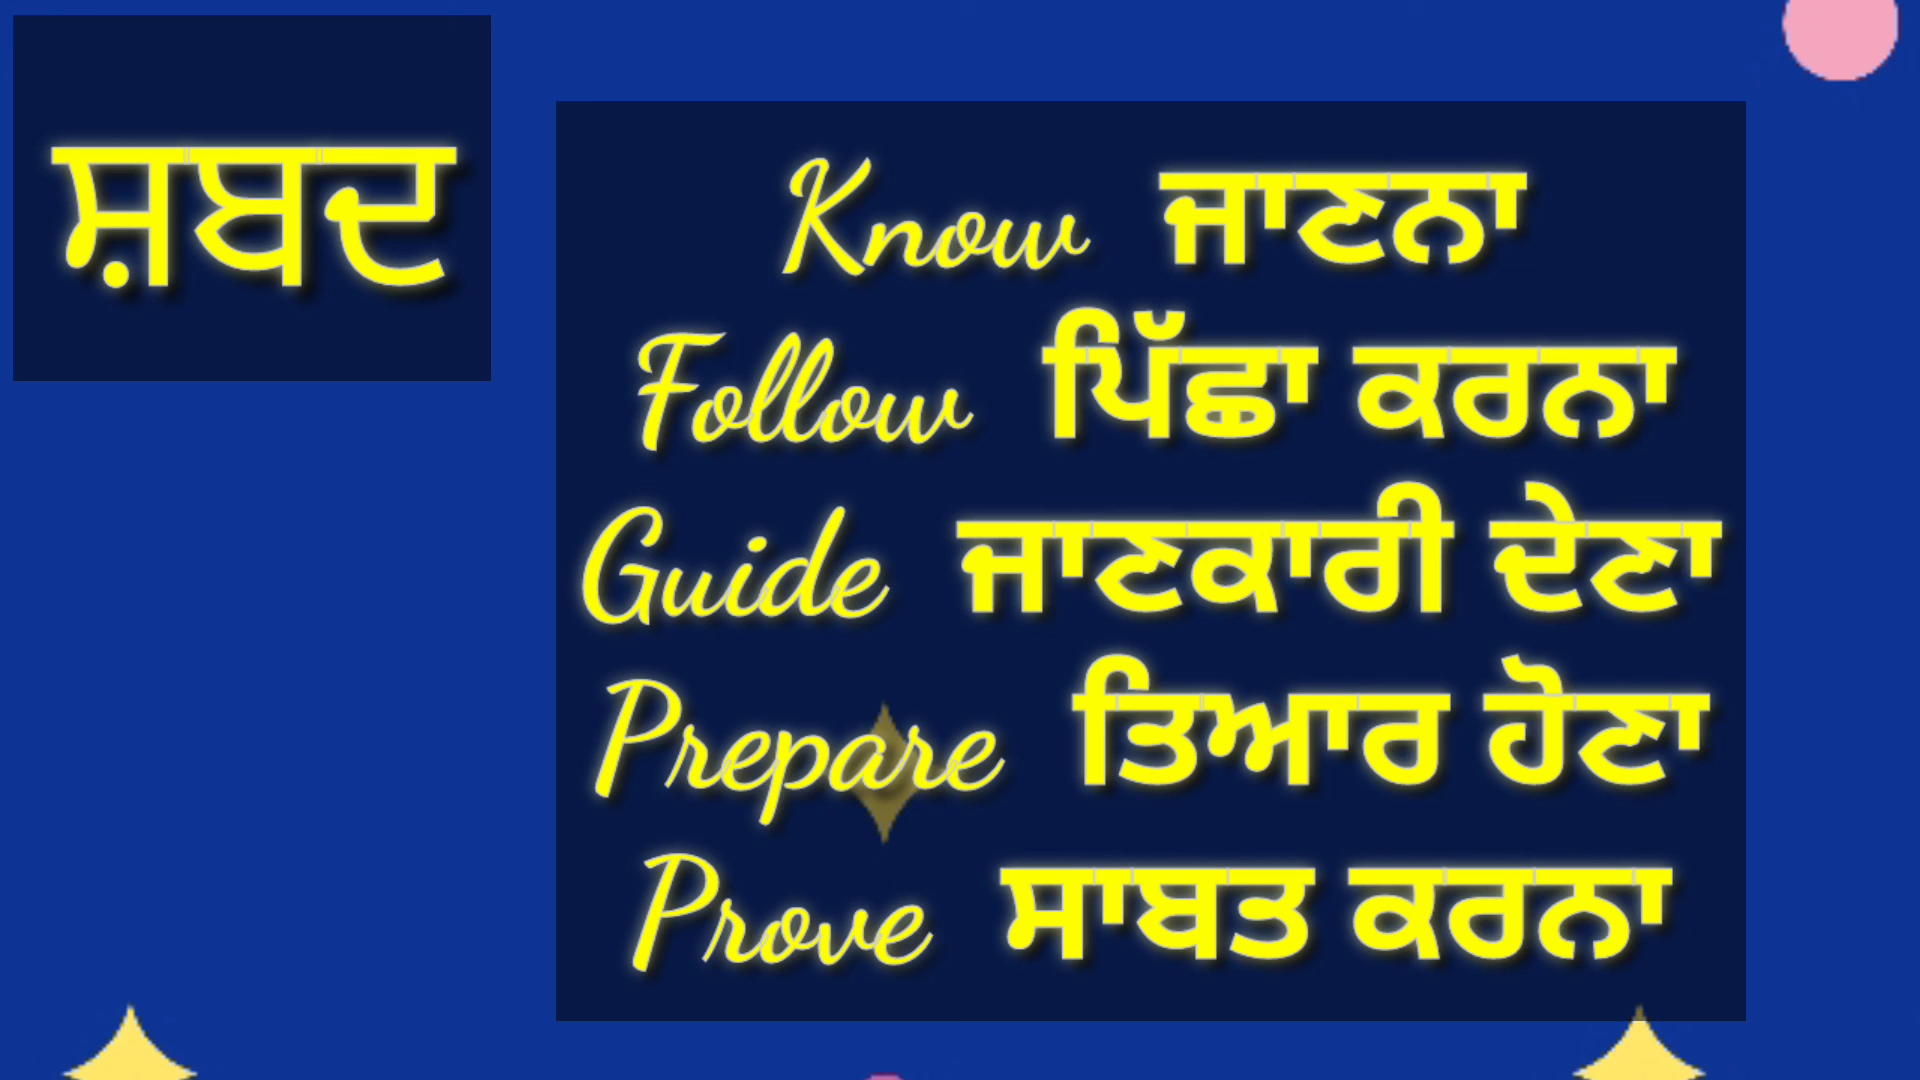 ਸ਼ਬਦ
Know ਜਾਣਨਾ
Follow ਪਿੱਛਾ ਕਰਨਾ
Guide ਜਾਣਕਾਰੀ ਦੇਣਾ
Prepare ਤਿਆਰ ਹੋਣਾ
Prove ਸਾਬਤ ਕਰਨਾ